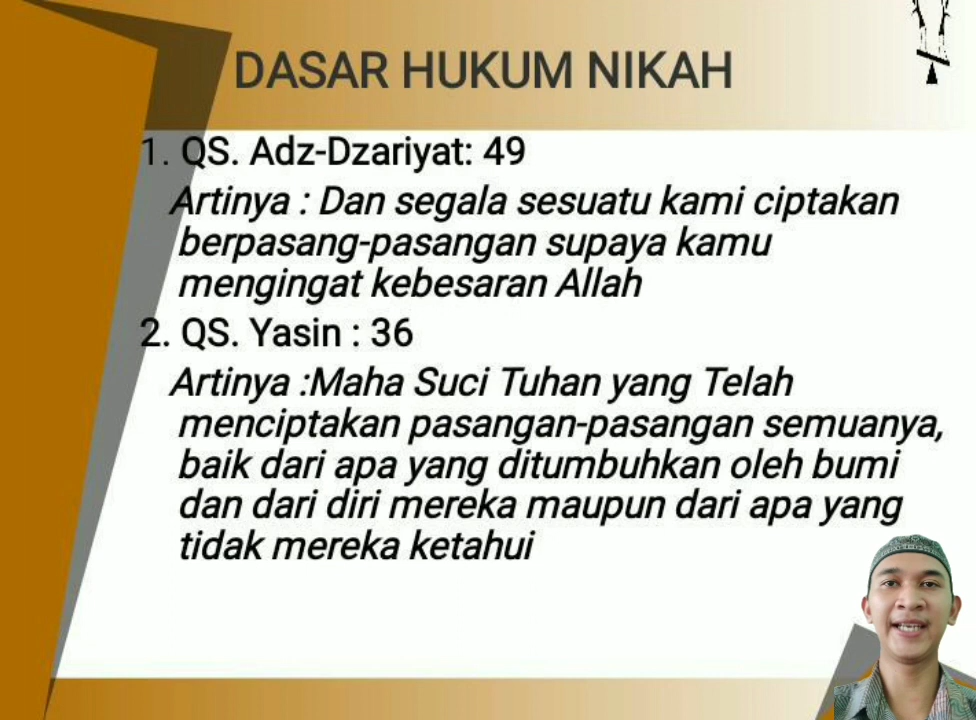 DASAR HUKUM NIKAH
1. QS. Adz-Dzariyat: 49
Artinya : Dan segala sesuatu kami ciptakan
berpasang-pasangan supaya kamu
mengingat kebesaran Allah
2. QS. Yasin : 36
Artinya :Maha Suci Tuhan yang Telah
menciptakan pasangan-pasangan semuanya,
baik dari apa yang ditumbuhkan oleh bumi
dan dari diri mereka maupun dari apa yang
tidak mereka ketahui